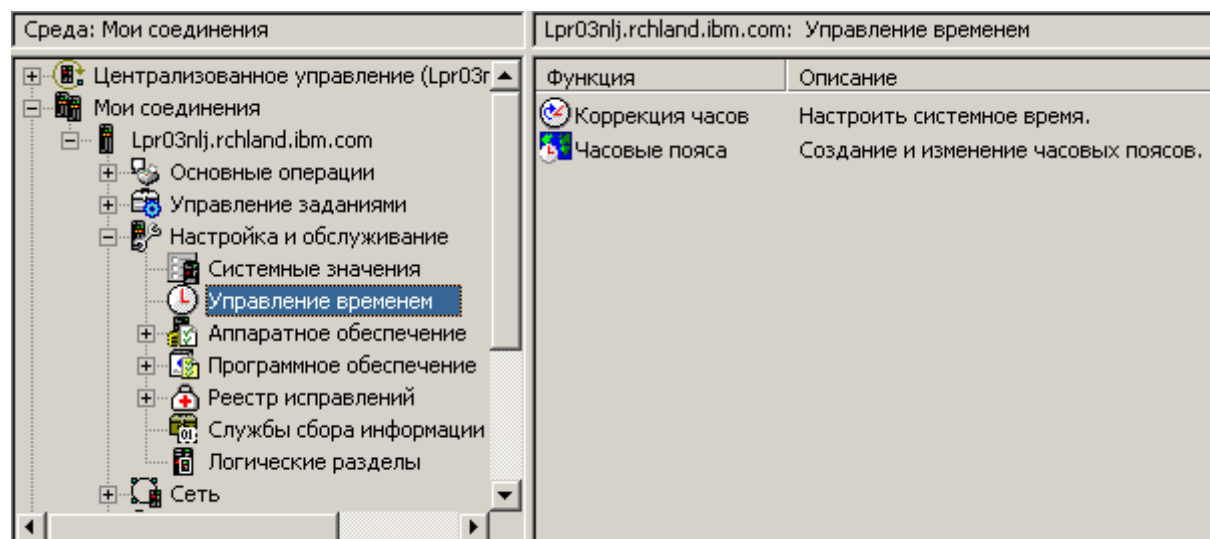 Среда: Мои соединения
Lpr03nlj.rchland.ibm.com: Управление временем
Централизованное управление (Lpr03r
Мои соединения
Lpr03nlj.rchland.ibm.com
Основные операции
Управление заданиями
Настройка и обслуживание
Системные значения
Управление временем
Аппаратное обеспечение
Программное обеспечение
Реестр исправлений
Службы сбора информации
Логические разделы
Сеть
Функция Описание
Коррекция часов Настроить системное время.
Часовые пояса Создание и изменение часовых поясов.